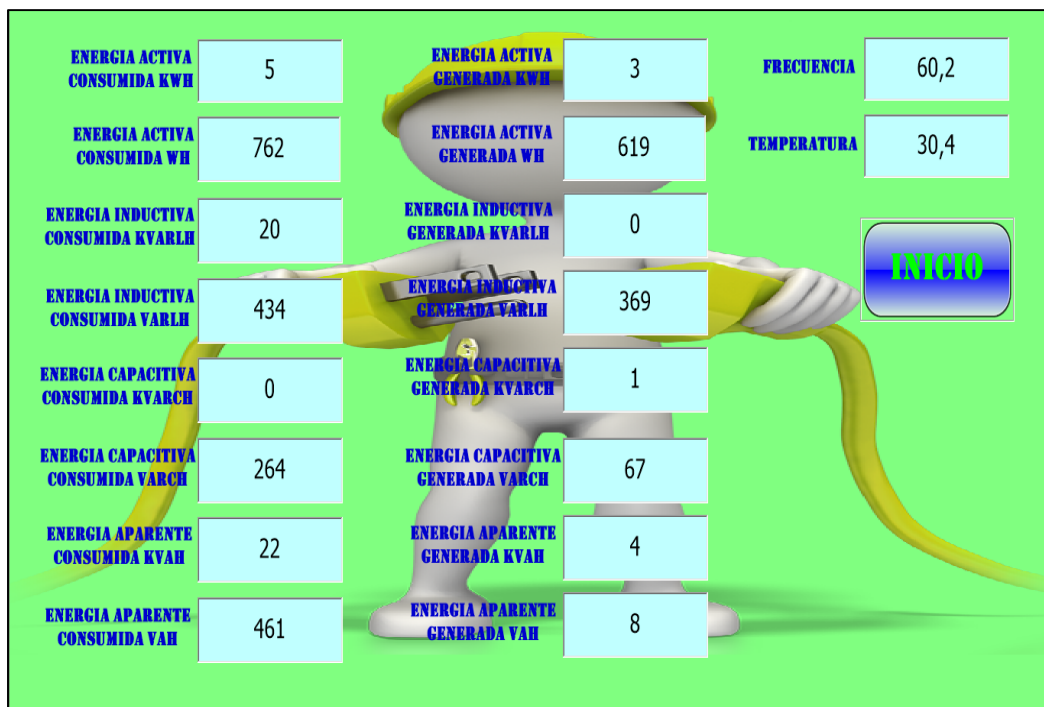 ENERGIA ACTIVA
CONSUMIDA KWH
5
ENERGIA ACTIVA
GENERADA KWH
3
FRECUENCIA
60,2
ENERGIA ACTIVA
CONSUMIDA WH
762
ENERGIA ACTIVA
GENERADA WH
619
TEMPERATURA
30,4
ENERGIA INDUCTIVA
CONSUMIDA KVARLH
20
ENERGIA INDUCTIVA
GENERADA KVARLH
0
INICIO
ENERGIA INDUCTIVA
CONSUMIDA VARLH
434
ENERGIA INDUCTIVA
GENERADA VARLH
369
ENERGIA CAPACITIVA
CONSUMIDA KVARCH
0
ENERGIA CAPACITIVA
GENERADA KVARCH
1
ENERGIA CAPACITIVA
CONSUMIDA VARCH
264
ENERGIA CAPACITIVA
GENERADA VARCH
67
ENERGIA APARENTE
CONSUMIDA KVAH
22
ENERGIA APARENTE
GENERADA KVAH
4
ENERGIA APARENTE
CONSUMIDA VAH
461
ENERGIA APARENTE
GENERADA VAH
8